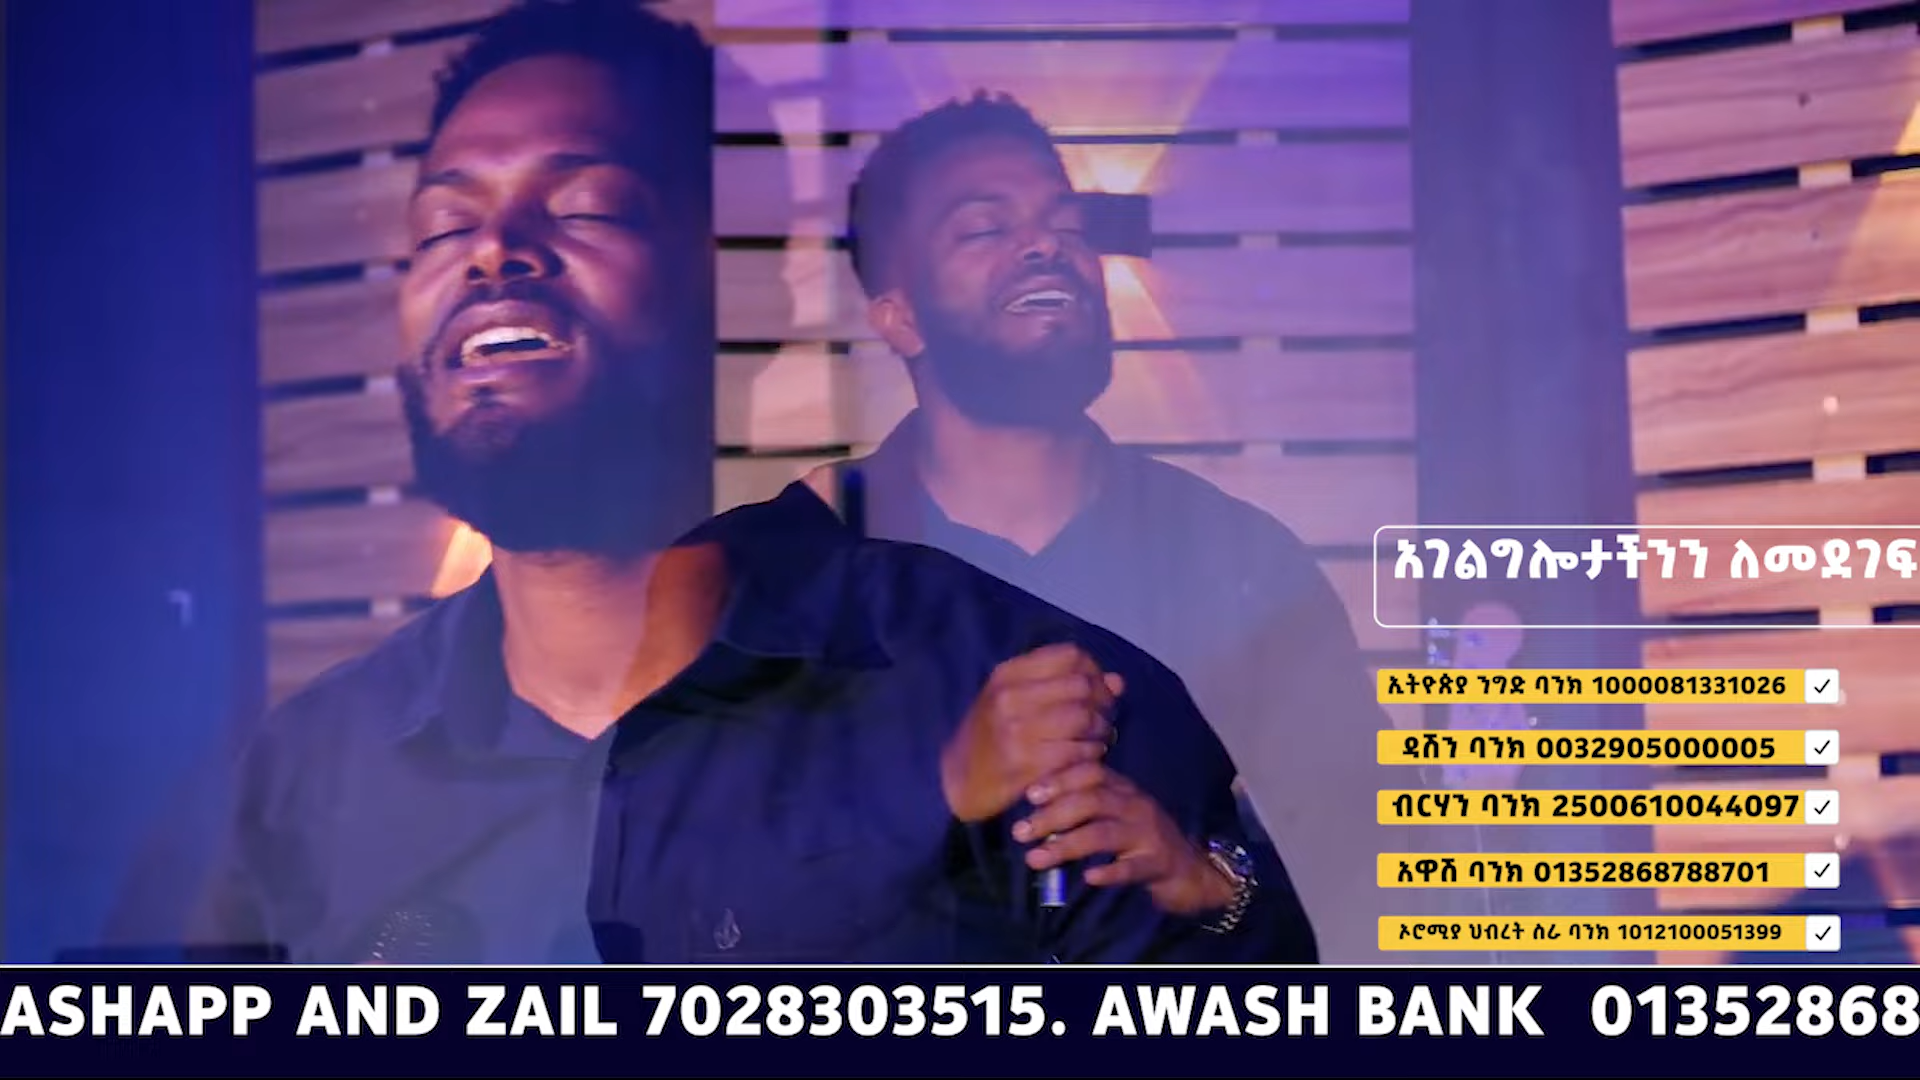 አገልግሎታችንን ለመደገፍ
ኢትዮጵያ ንግድ ባንክ 1000081331026
ዳሽን ባንክ 0032905000005
ብርሃን ባንክ 2500610044097
አዋሽ ባንክ 01352868788701
ኦሮሚያ ህብረት ስራ ባንክ 1012100051399
ASHAPP AND ZAIL 7028303515. AWASH BANK 01352868